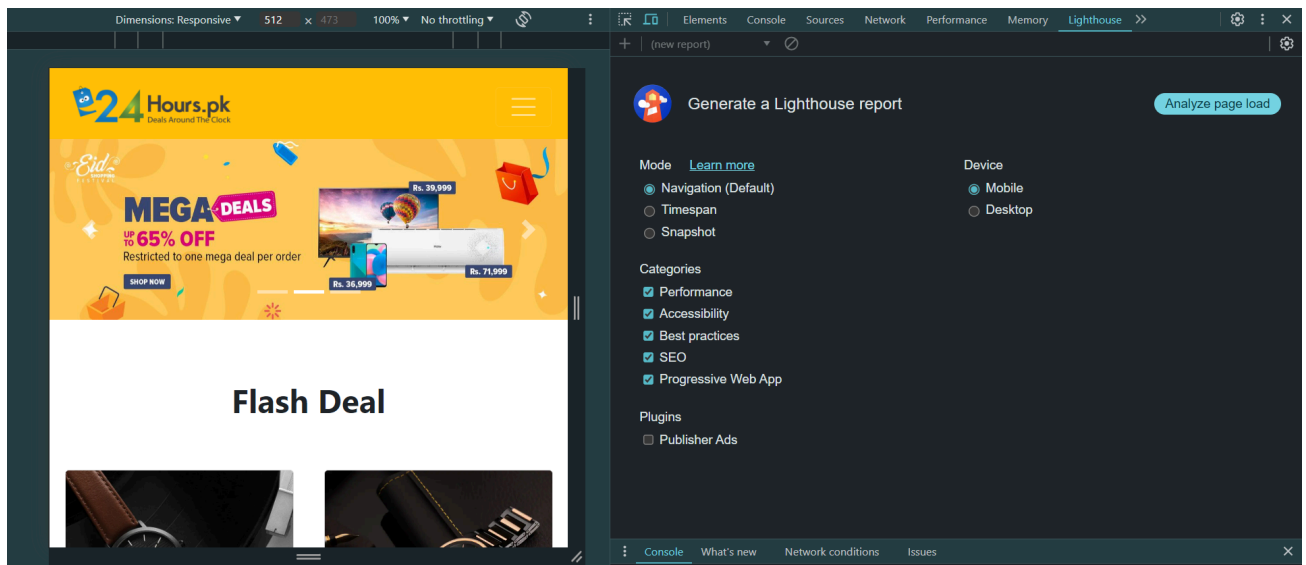 Dimensions: Responsive 512 × 473 100% No throttling
24 Hours.pk
Deals Around The Clock
Eid
SHOPPING
FESTIVAL
MEGA DEALS
UP TO 65% OFF
Restricted to one mega deal per order
SHOP NOW
Rs. 39,999
Rs. 71,999
Rs. 36,999
Flash Deal
Elements Console Sources Network Performance Memory Lighthouse
(new report)
Generate a Lighthouse report
Analyze page load
Mode Learn more
Navigation (Default)
Timespan
Snapshot
Device
Mobile
Desktop
Categories
Performance
Accessibility
Best practices
SEO
Progressive Web App
Plugins
Publisher Ads
Console What's new Network conditions Issues